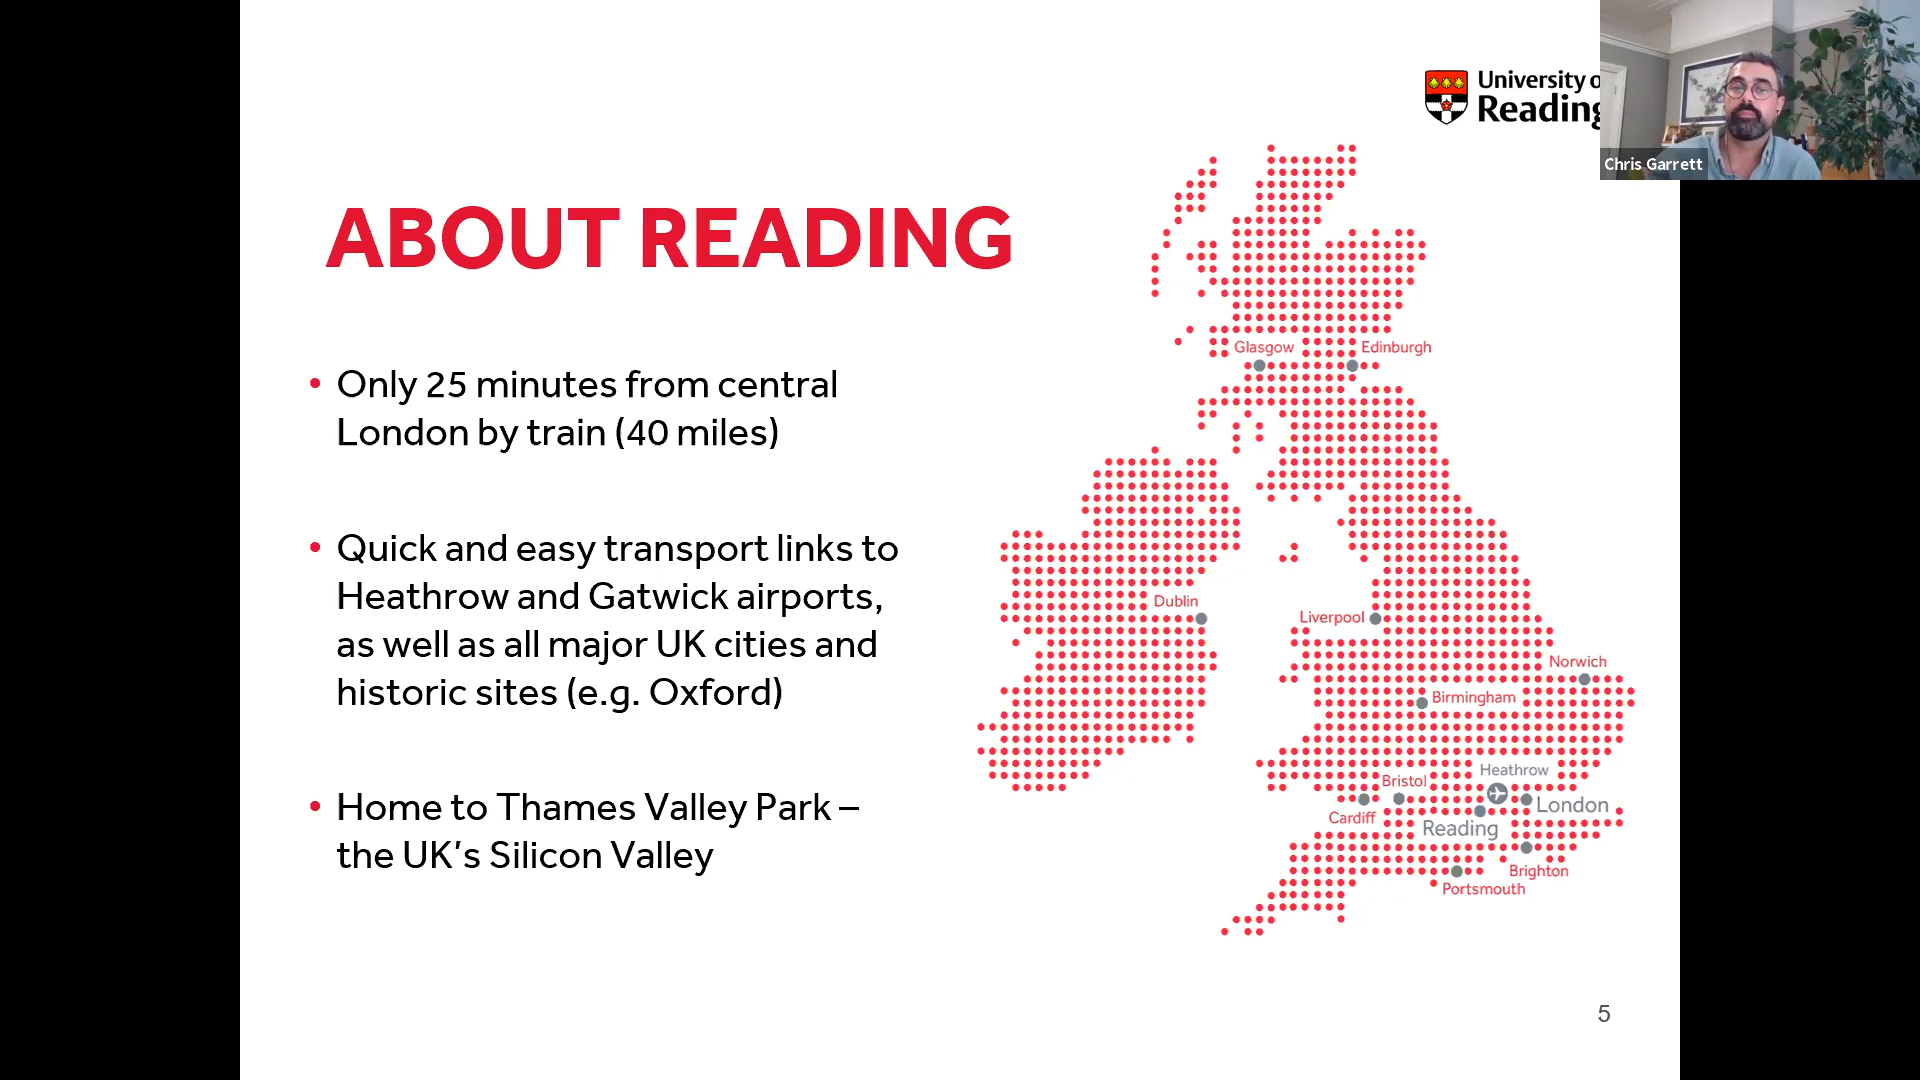 University o
Reading
Chris Garrett
ABOUT READING
• Only 25 minutes from central
London by train (40 miles)
• Quick and easy transport links to
Heathrow and Gatwick airports,
as well as all major UK cities and
historic sites (e.g. Oxford)
• Home to Thames Valley Park –
the UK’s Silicon Valley
Glasgow
Edinburgh
Dublin
Liverpool
Norwich
Birmingham
Heathrow
Bristol
London
Cardiff
Reading
Brighton
Portsmouth
5